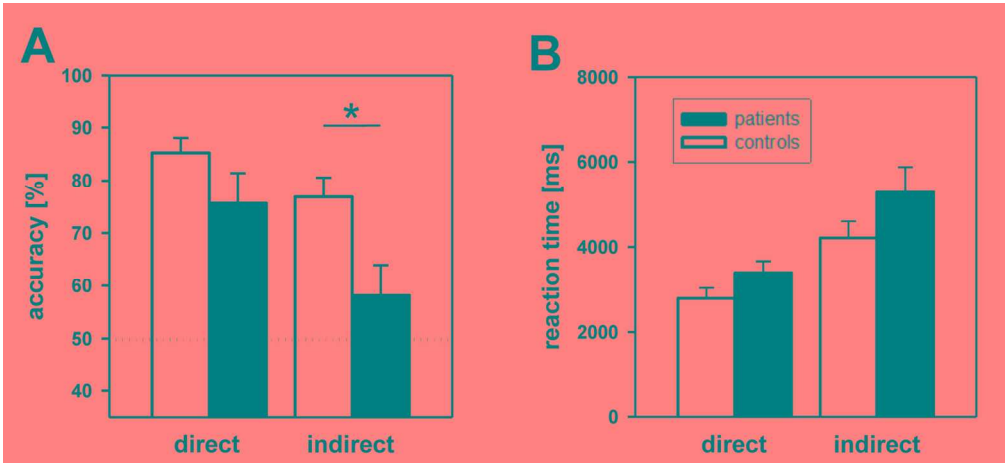 A
accuracy [%]
100
90
80
70
60
50
40
*
direct
indirect
B
reaction time [ms]
8000
6000
4000
2000
0
patients
controls
direct
indirect